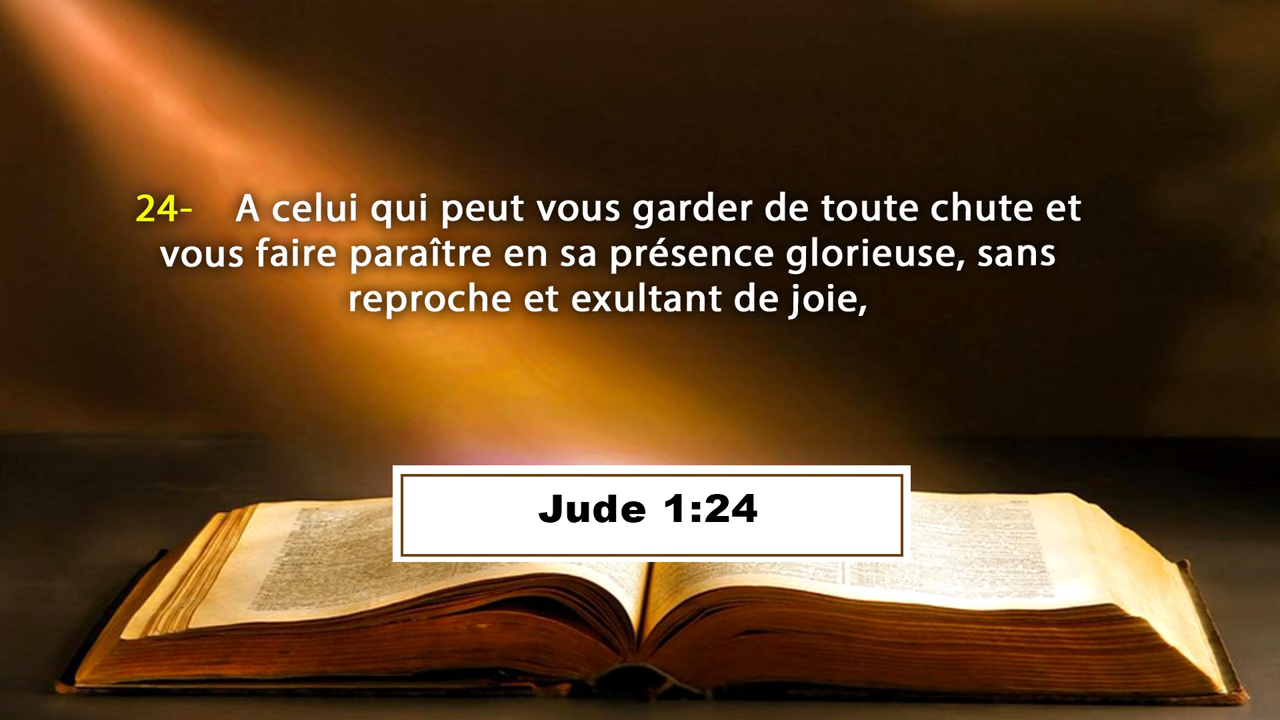 24- A celui qui peut vous garder de toute chute et
vous faire paraître en sa présence glorieuse, sans
reproche et exultant de joie,
Jude 1:24